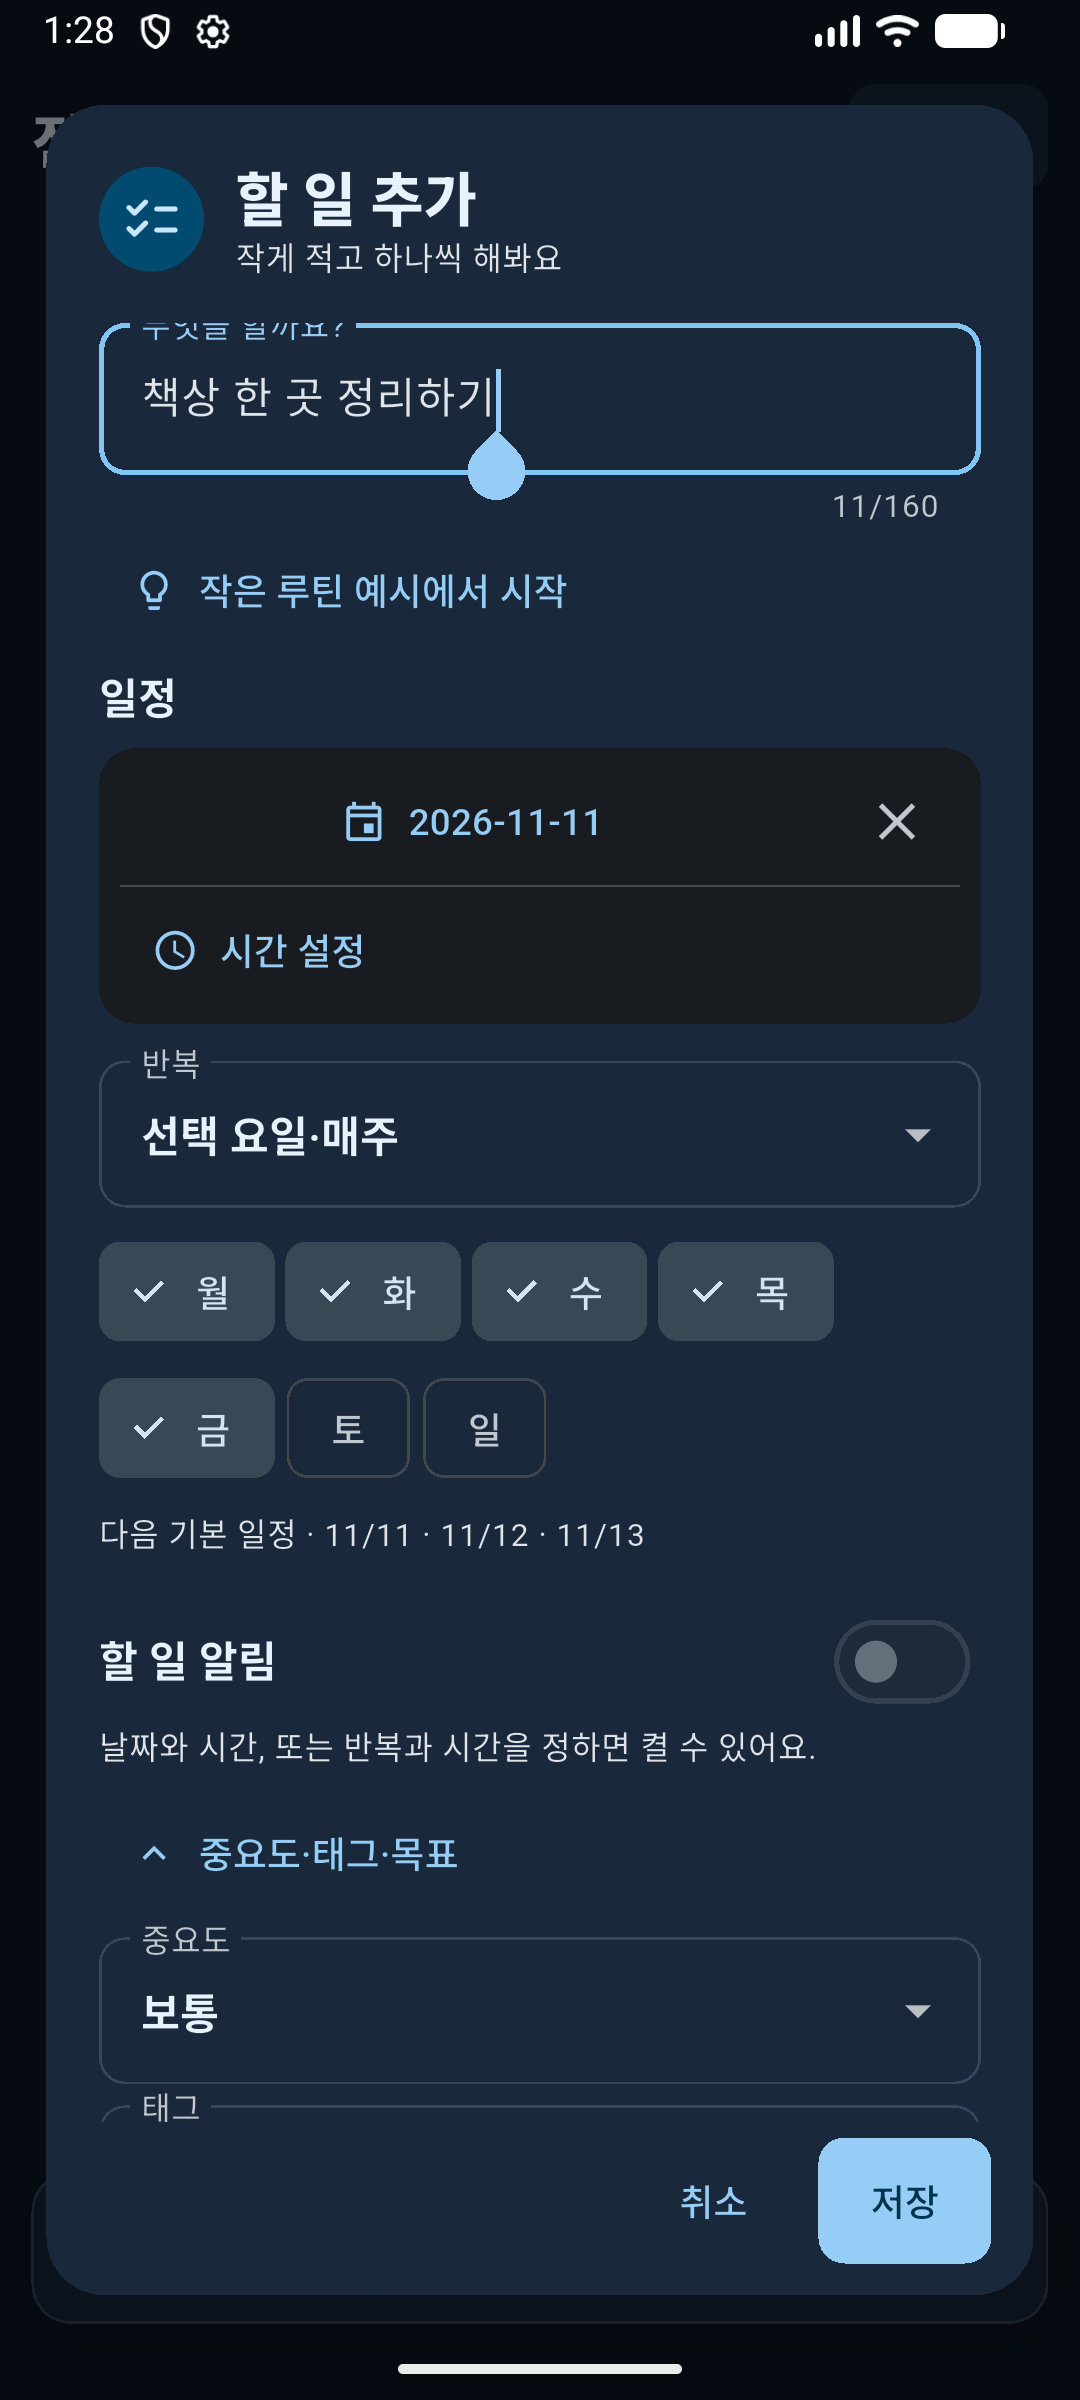 1:28
할 일 추가
작게 적고 하나씩 해봐요
무엇을 할까요?
책상 한 곳 정리하기
11/160
작은 루틴 예시에서 시작
일정
2026-11-11
시간 설정
반복
선택 요일·매주
월 화 수 목
금 토 일
다음 기본 일정 · 11/11 · 11/12 · 11/13
할 일 알림
날짜와 시간, 또는 반복과 시간을 정하면 켤 수 있어요.
중요도·태그·목표
중요도
보통
태그
취소 저장